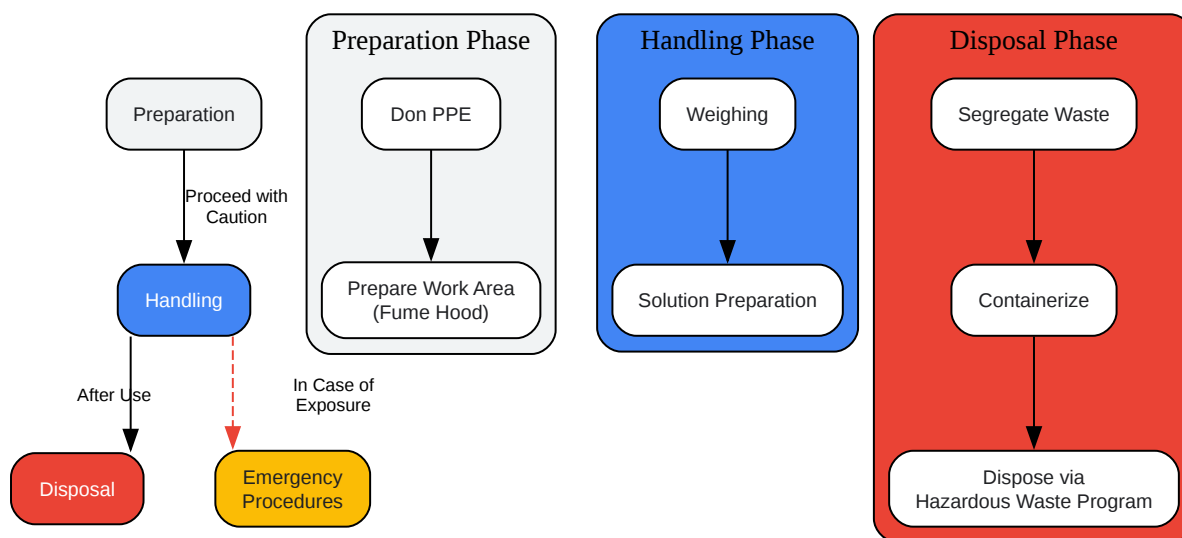 Preparation Phase
Handling Phase
Disposal Phase
Preparation
Don PPE
Weighing
Segregate Waste
Proceed with
Caution
Handling
Prepare Work Area
(Fume Hood)
Solution Preparation
Containerize
After Use
In Case of
Exposure
Disposal
Emergency
Procedures
Dispose via
Hazardous Waste Program